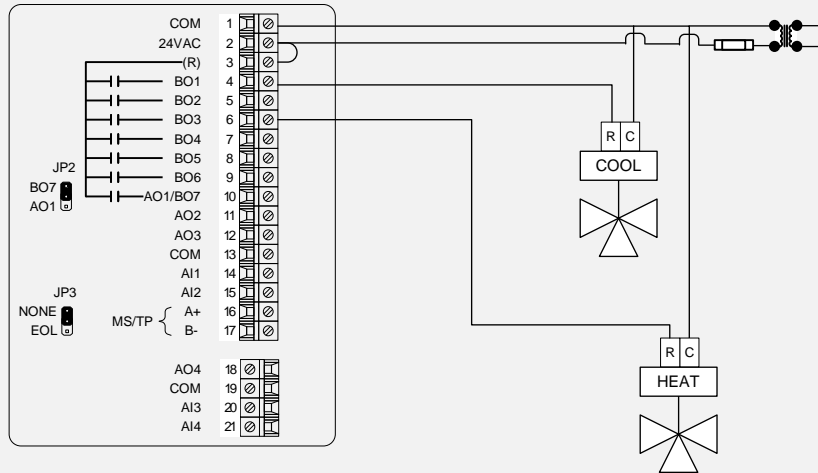 COM 1
24VAC 2
(R) 3
BO1 4
BO2 5
BO3 6
BO4 7
BO5 8
BO6 9
AO1/BO7 10
AO2 11
AO3 12
COM 13
AI1 14
AI2 15
A+ 16
B- 17
MS/TP
AO4 18
COM 19
AI3 20
AI4 21
JP2
BO7
AO1
JP3
NONE
EOL
R C
COOL
R C
HEAT